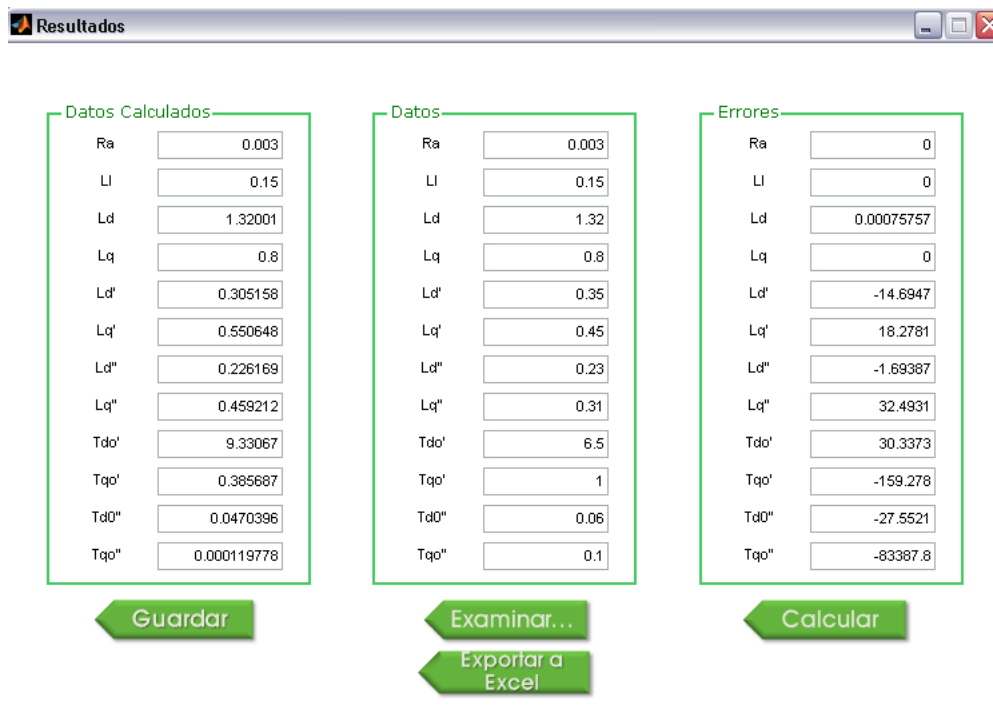 Resultados
Datos Calculados
Ra 0.003
Ll 0.15
Ld 1.32001
Lq 0.8
Ld' 0.305158
Lq' 0.550648
Ld" 0.226169
Lq" 0.459212
Tdo' 9.33067
Tqo' 0.385687
Td0" 0.0470396
Tqo" 0.000119778
Guardar
Datos
Ra 0.003
Ll 0.15
Ld 1.32
Lq 0.8
Ld' 0.35
Lq' 0.45
Ld" 0.23
Lq" 0.31
Tdo' 6.5
Tqo' 1
Td0" 0.06
Tqo" 0.1
Examinar...
Exportar a
Excel
Errores
Ra 0
Ll 0
Ld 0.00075757
Lq 0
Ld' -14.6947
Lq' 18.2781
Ld" -1.69387
Lq" 32.4931
Tdo' 30.3373
Tqo' -159.278
Td0" -27.5521
Tqo" -83387.8
Calcular